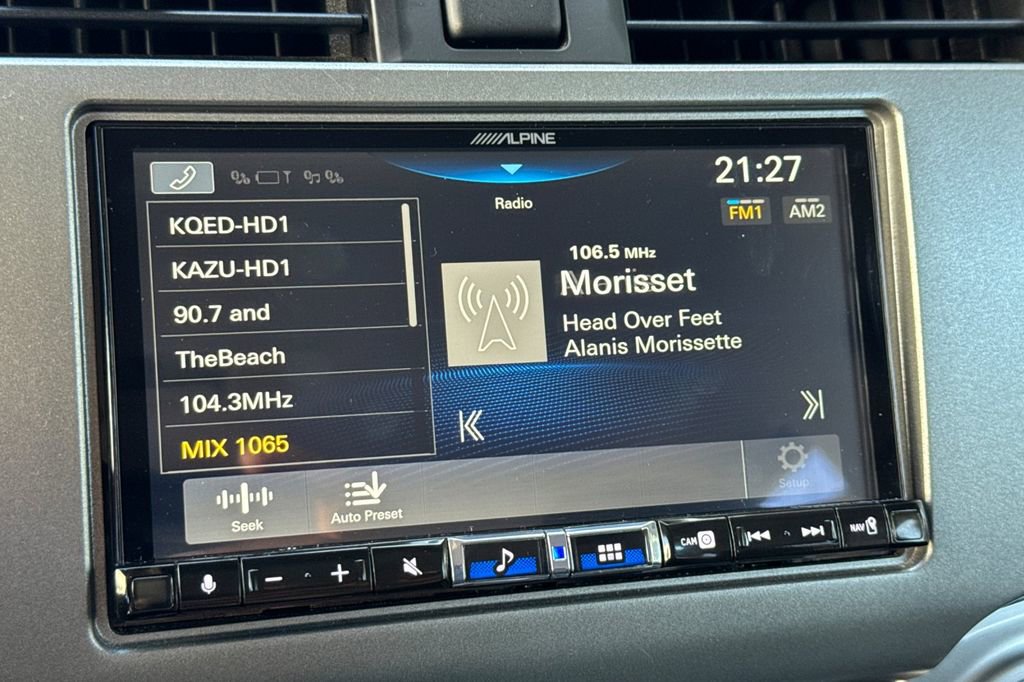 ALPINE
21:27
Radio
FM1 AM2
KQED-HD1
KAZU-HD1
90.7 and
TheBeach
104.3MHz
MIX 1065
106.5 MHz
Morisset
Head Over Feet
Alanis Morissette
Seek
Auto Preset
Setup
CAM
NAV